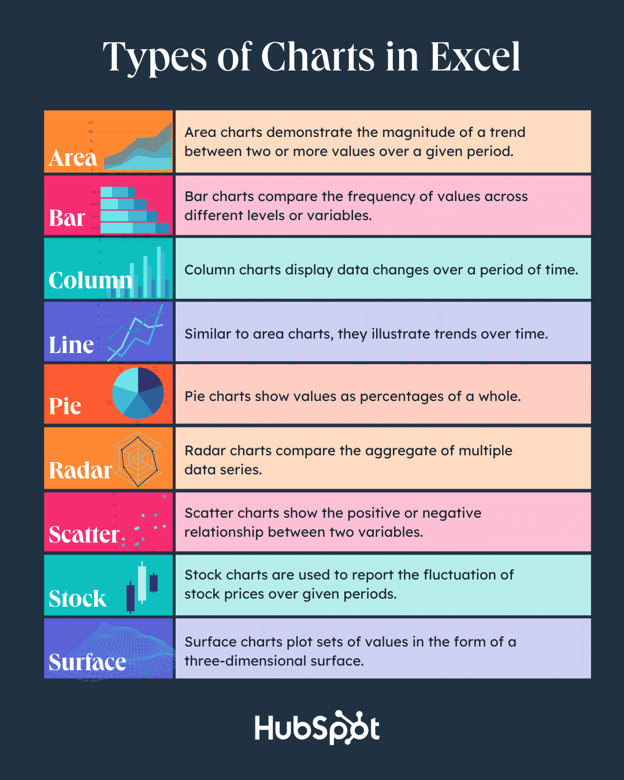 Types of Charts in Excel
Area
Area charts demonstrate the magnitude of a trend
between two or more values over a given period.
Bar
Bar charts compare the frequency of values across
different levels or variables.
Column
Column charts display data changes over a period of time.
Line
Similar to area charts, they illustrate trends over time.
Pie
Pie charts show values as percentages of a whole.
Radar
Radar charts compare the aggregate of multiple
data series.
Scatter
Scatter charts show the positive or negative
relationship between two variables.
Stock
Stock charts are used to report the fluctuation of
stock prices over given periods.
Surface
Surface charts plot sets of values in the form of a
three-dimensional surface.
HubSpot